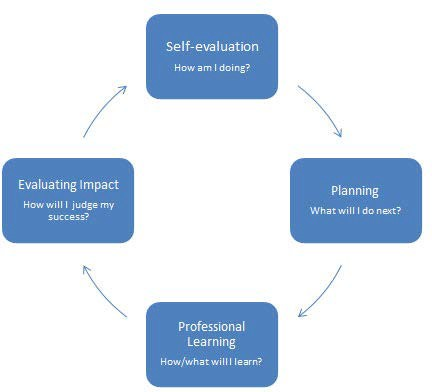 Self-evaluation
How am I doing?
Planning
What will I do next?
Professional
Learning
How/what will I learn?
Evaluating Impact
How will I judge my
success?